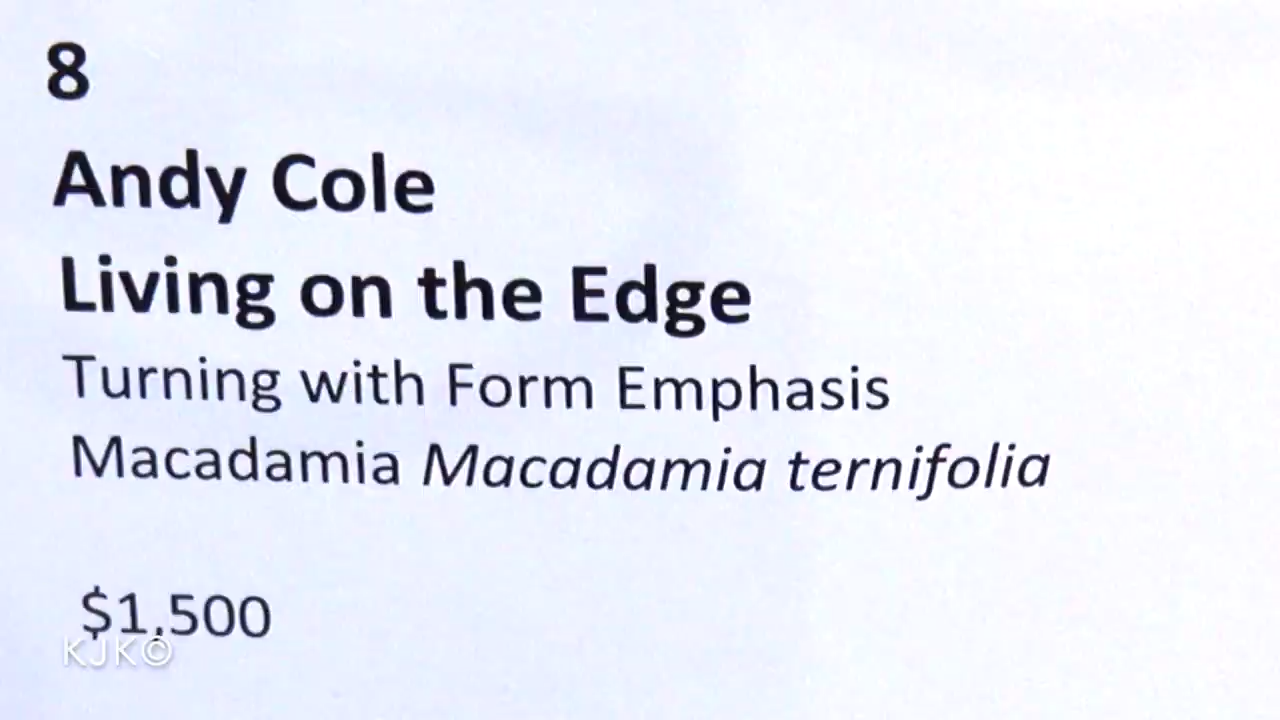 8
Andy Cole
Living on the Edge
Turning with Form Emphasis
Macadamia Macadamia ternifolia
$1,500
KJK©